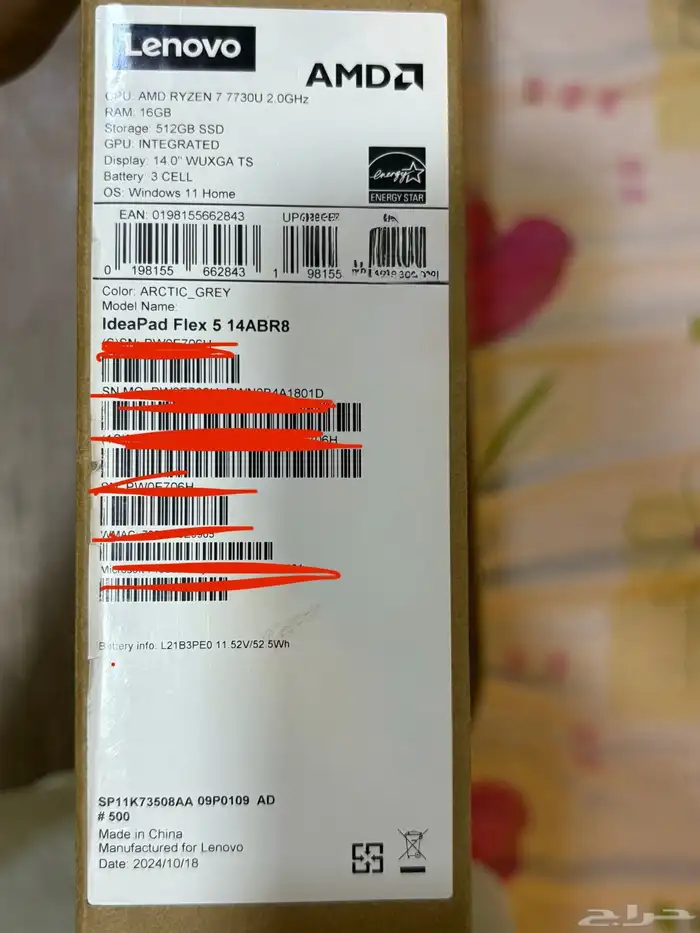 Lenovo
AMD
CPU: AMD RYZEN 7 7730U 2.0GHz
RAM: 16GB
Storage: 512GB SSD
GPU: INTEGRATED
Display: 14.0" WUXGA TS
Battery: 3 CELL
OS: Windows 11 Home
energy
ENERGY STAR
EAN: 0198155662843
0 198155 662843
1 98155
Color: ARCTIC_GREY
Model Name:
IdeaPad Flex 5 14ABR8
Battery info: L21B3PE0 11.52V/52.5Wh
SP11K73508AA 09P0109 AD
# 500
Made in China
Manufactured for Lenovo
Date: 2024/10/18
حراج